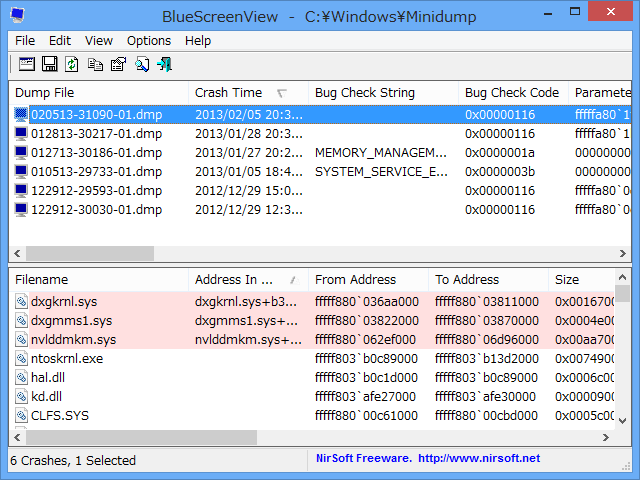 BlueScreenView - C:¥Windows¥Minidump
File Edit View Options Help
Dump File Crash Time Bug Check String Bug Check Code Paramete
020513-31090-01.dmp 2013/02/05 20:3... 0x00000116 fffffa80`1
012813-30217-01.dmp 2013/01/28 20:3... 0x00000116 fffffa80`1
012713-30186-01.dmp 2013/01/27 20:2... MEMORY_MANAGEM... 0x0000001a 00000000
010513-29733-01.dmp 2013/01/05 18:4... SYSTEM_SERVICE_E... 0x0000003b 00000000
122912-29593-01.dmp 2012/12/29 15:0... 0x00000116 fffffa80`0
122912-30030-01.dmp 2012/12/29 12:3... 0x00000116 fffffa80`0
Filename Address In ... From Address To Address Size
dxgkrnl.sys dxgkrnl.sys+b3... fffff880`036aa000 fffff880`03811000 0x0016700
dxgmms1.sys dxgmms1.sys+... fffff880`03822000 fffff880`03870000 0x0004e00
nvlddmkm.sys nvlddmkm.sys+... fffff880`062ef000 fffff880`06d96000 0x00aa700
ntoskrnl.exe fffff803`b0c89000 fffff803`b13d2000 0x0074900
hal.dll fffff803`b0c1d000 fffff803`b0c89000 0x0006c00
kd.dll fffff803`afe27000 fffff803`afe30000 0x0000900
CLFS.SYS fffff880`00c61000 fffff880`00cbd000 0x0005c00
6 Crashes, 1 Selected NirSoft Freeware. http://www.nirsoft.net